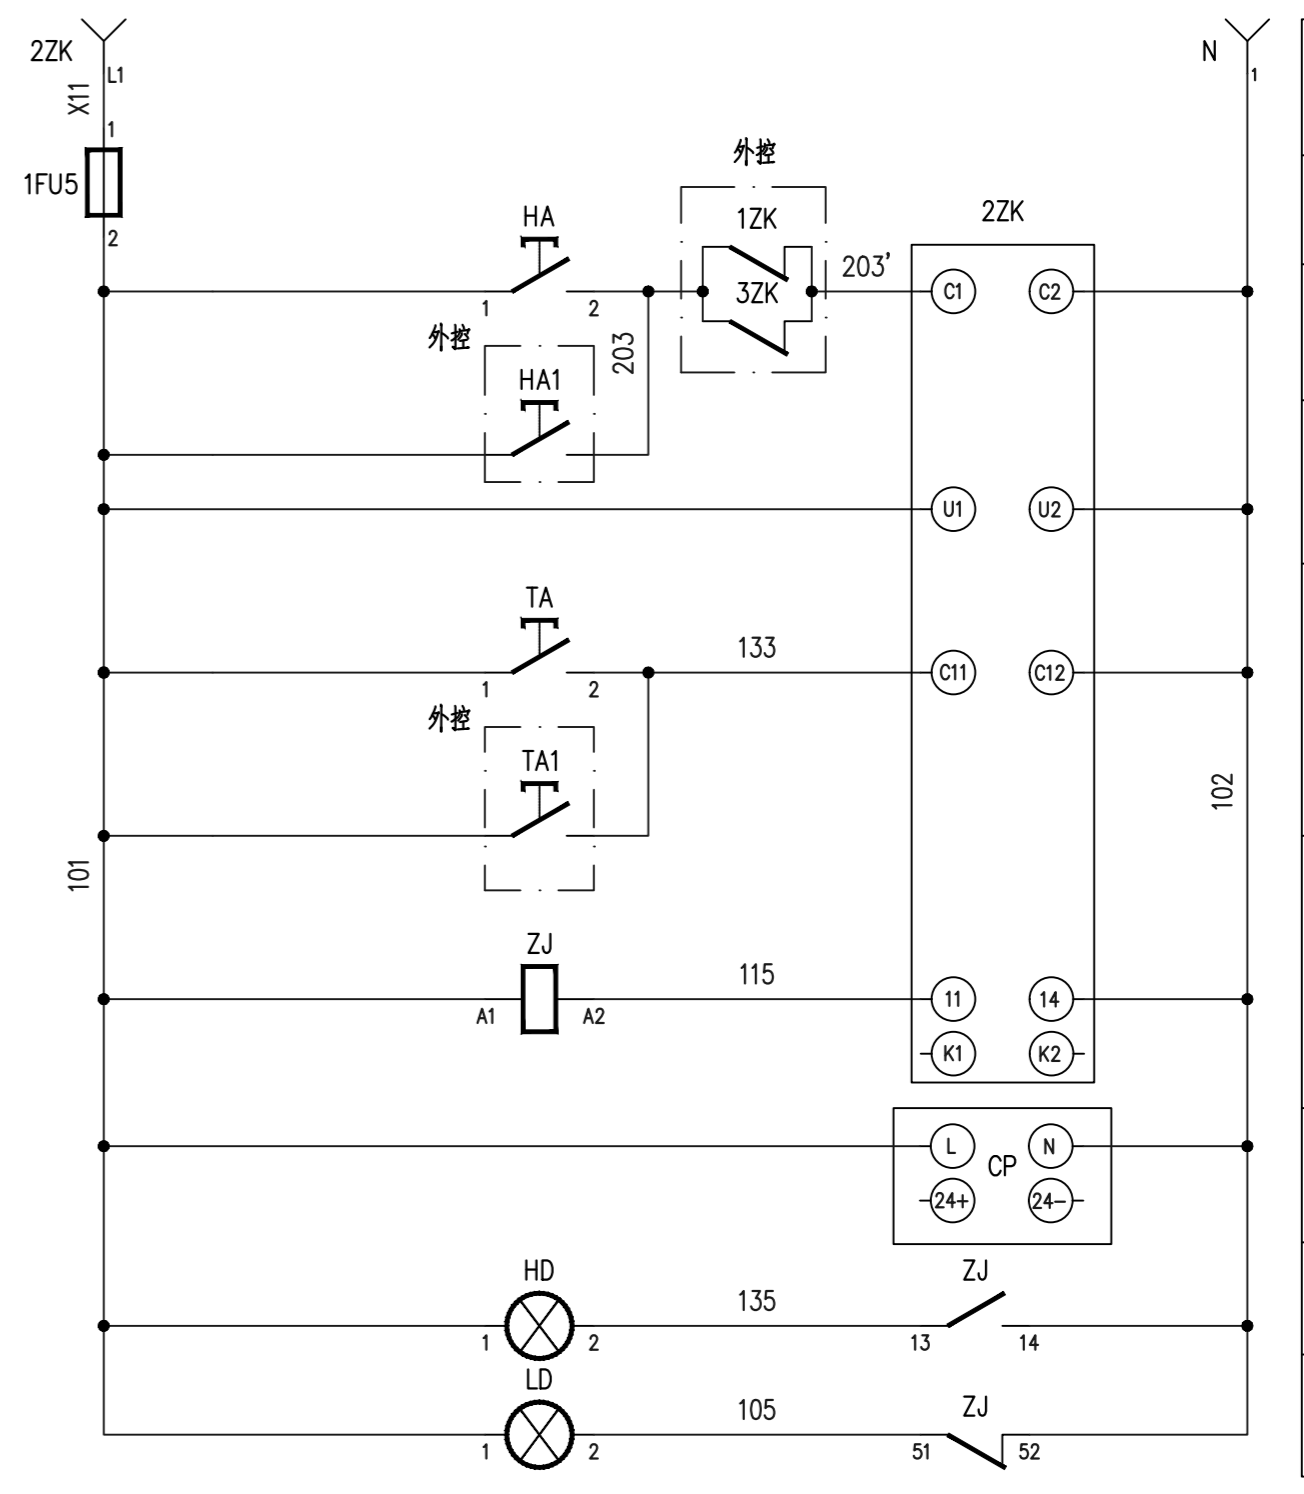 2ZK
L1
X11
1
1FU5
2
N
1
外控
HA
1ZK
2ZK
1
2
3ZK
203'
C1
C2
外控
203
HA1
U1
U2
TA
133
1
2
C11
C12
外控
TA1
102
101
ZJ
115
A1
A2
11
14
K1
K2
L
CP
N
24+
24-
HD
ZJ
135
1
2
13
14
LD
ZJ
105
1
2
51
52